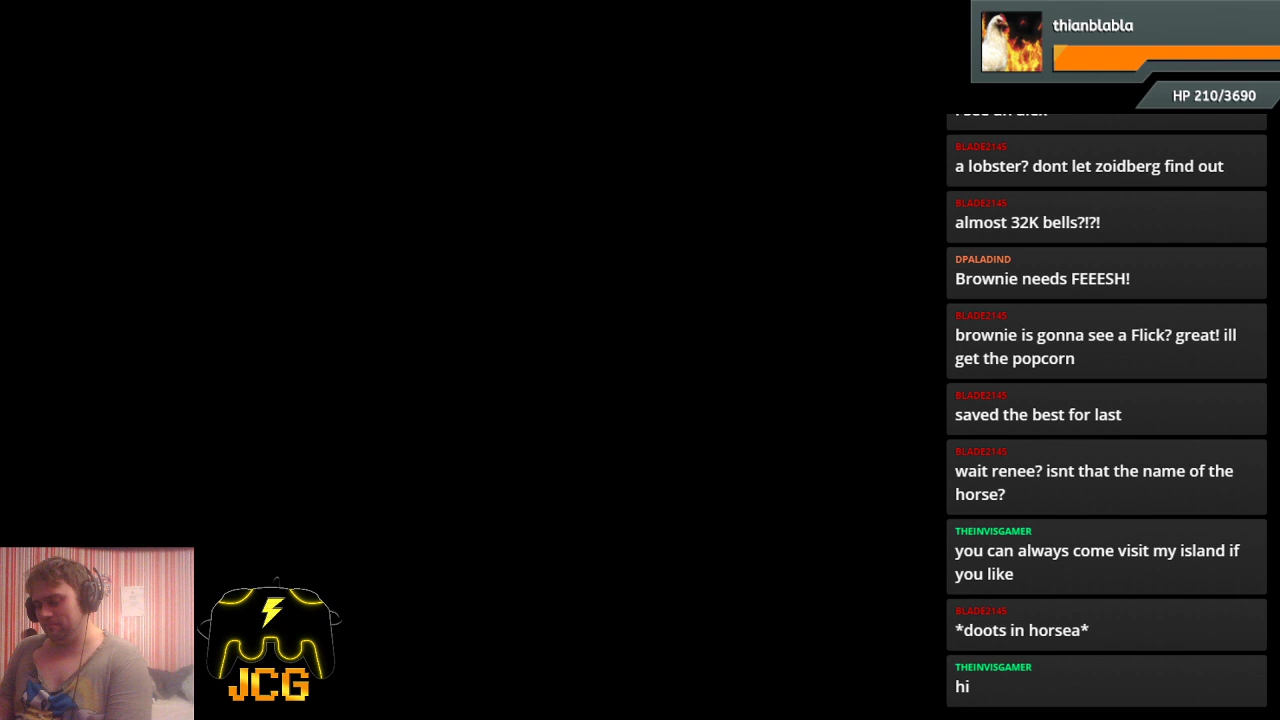 thianblabla
HP 210/3690
BLADE2145
a lobster? dont let zoidberg find out
BLADE2145
almost 32K bells?!?!
DPALADIND
Brownie needs FEEESH!
BLADE2145
brownie is gonna see a Flick? great! ill
get the popcorn
BLADE2145
saved the best for last
BLADE2145
wait renee? isnt that the name of the
horse?
THEINVISGAMER
you can always come visit my island if
you like
BLADE2145
*doots in horsea*
THEINVISGAMER
hi
JCG